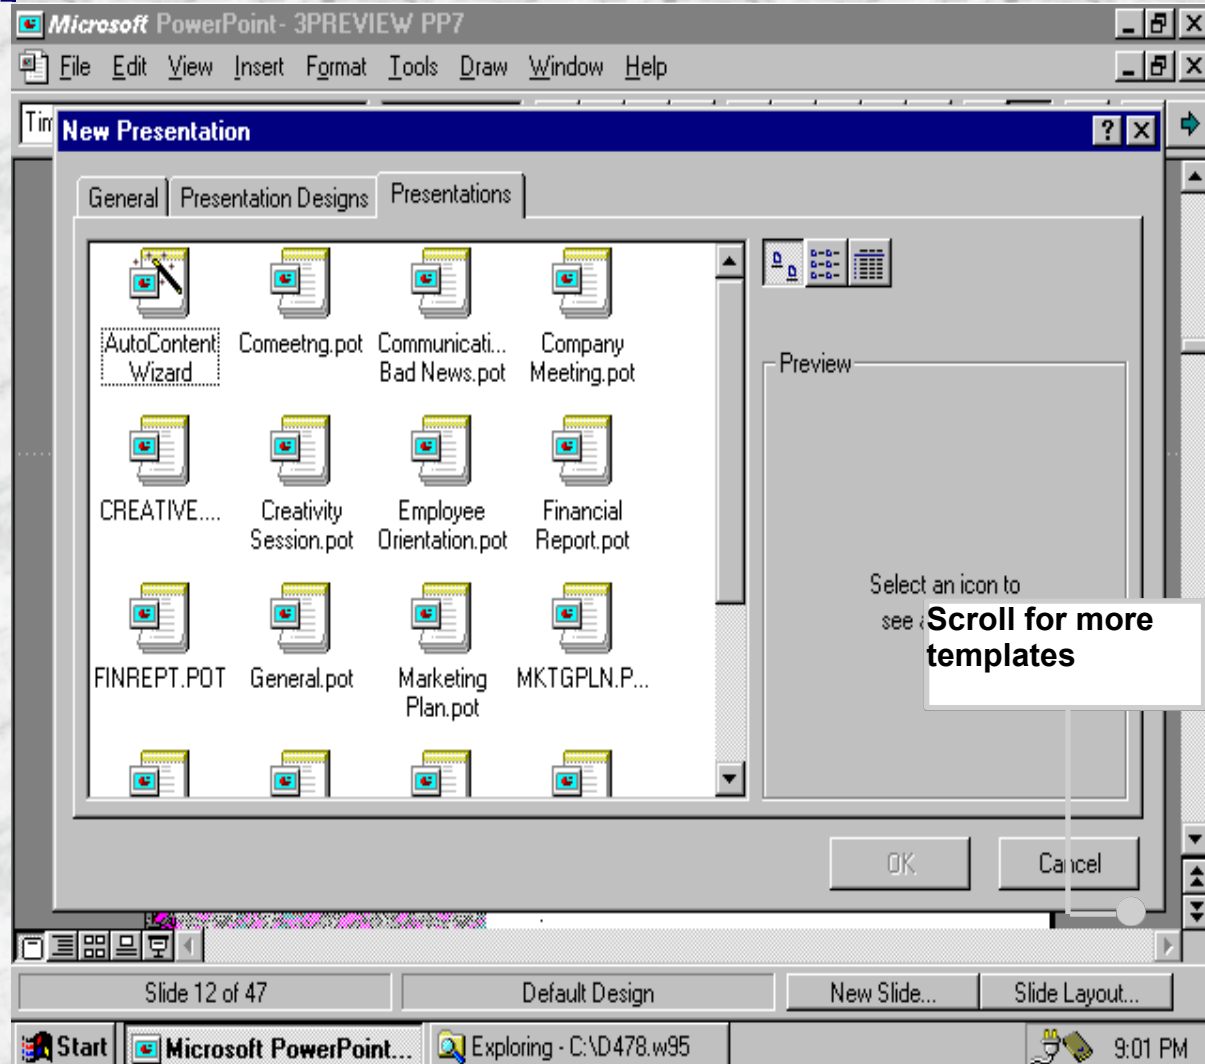 Microsoft PowerPoint- 3PREVIEW PP7
File Edit View Insert Format Tools Draw Window Help
New Presentation
General Presentation Designs Presentations
AutoContent Wizard
Comeetng.pot
Communicati... Bad News.pot
Company Meeting.pot
CREATIVE....
Creativity Session.pot
Employee Orientation.pot
Financial Report.pot
FINREPT.POT
General.pot
Marketing Plan.pot
MKTGPLN.P...
Preview
Select an icon to
see
Scroll for more
templates
OK Cancel
Slide 12 of 47 Default Design New Slide... Slide Layout...
Start Microsoft PowerPoint... Exploring - C:\D478.w95 9:01 PM